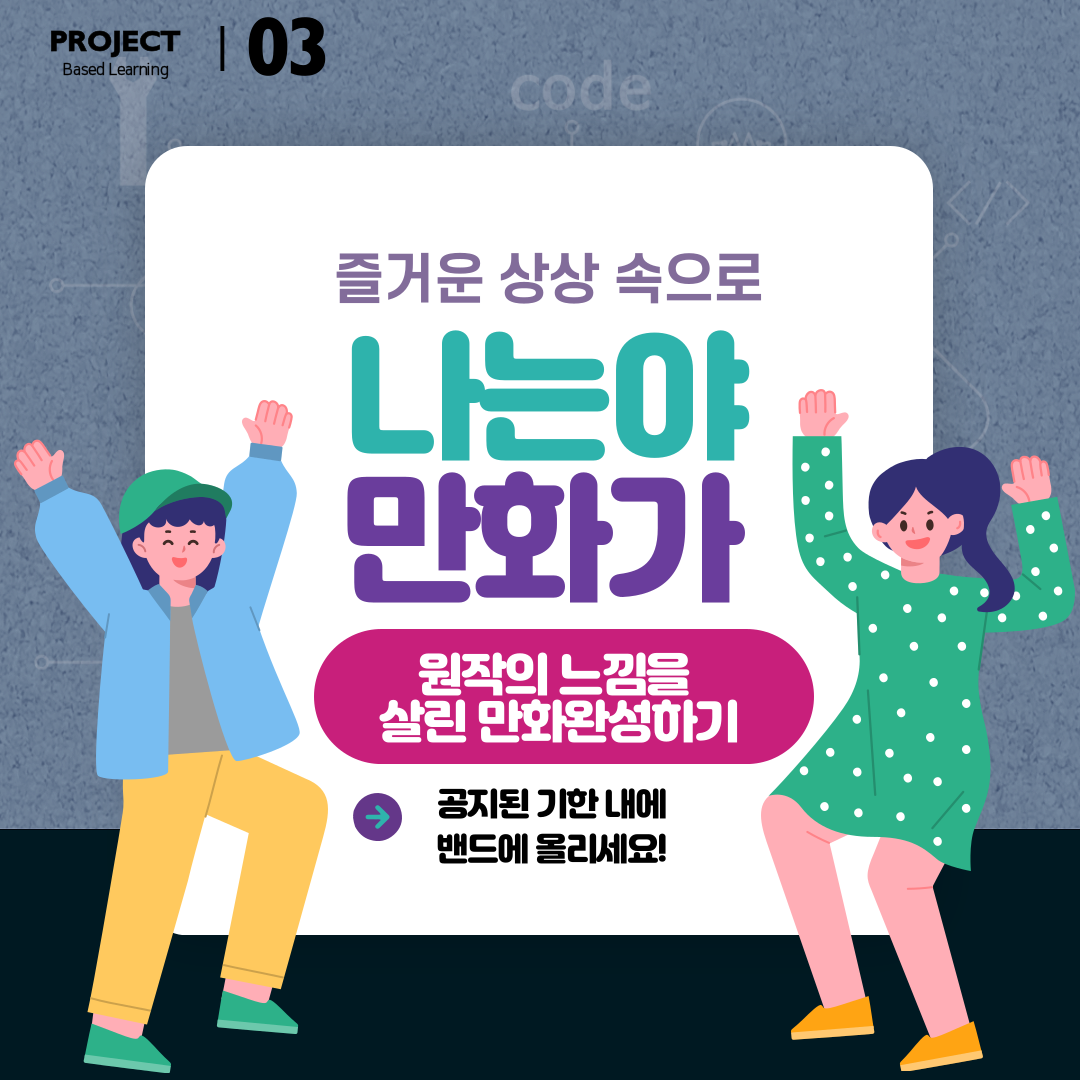 PROJECT
Based Learning
03
code
</>
즐거운 상상 속으로
나는야
만화가
원작의 느낌을
살린 만화완성하기
공지된 기한 내에
밴드에 올리세요!